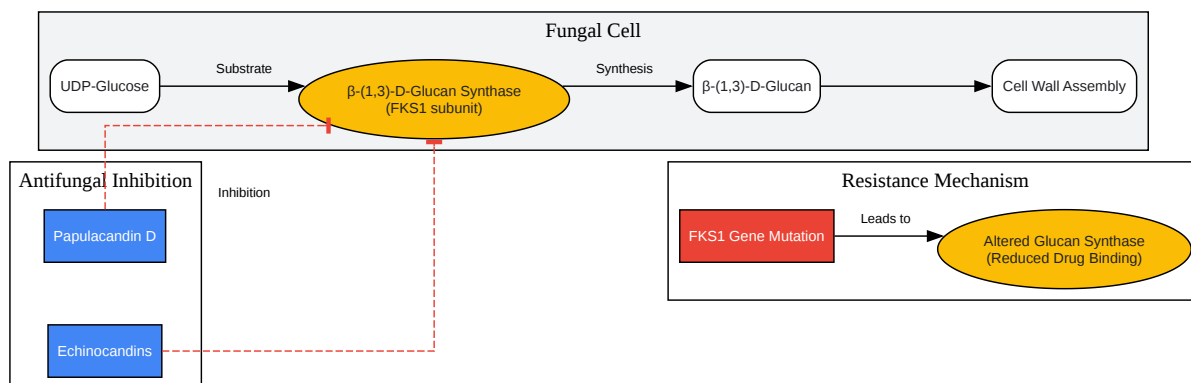 Fungal Cell
UDP-Glucose
Substrate
β-(1,3)-D-Glucan Synthase
(FKS1 subunit)
Synthesis
β-(1,3)-D-Glucan
Cell Wall Assembly
Antifungal Inhibition
Inhibition
Papulacandin D
Echinocandins
Resistance Mechanism
FKS1 Gene Mutation
Leads to
Altered Glucan Synthase
(Reduced Drug Binding)